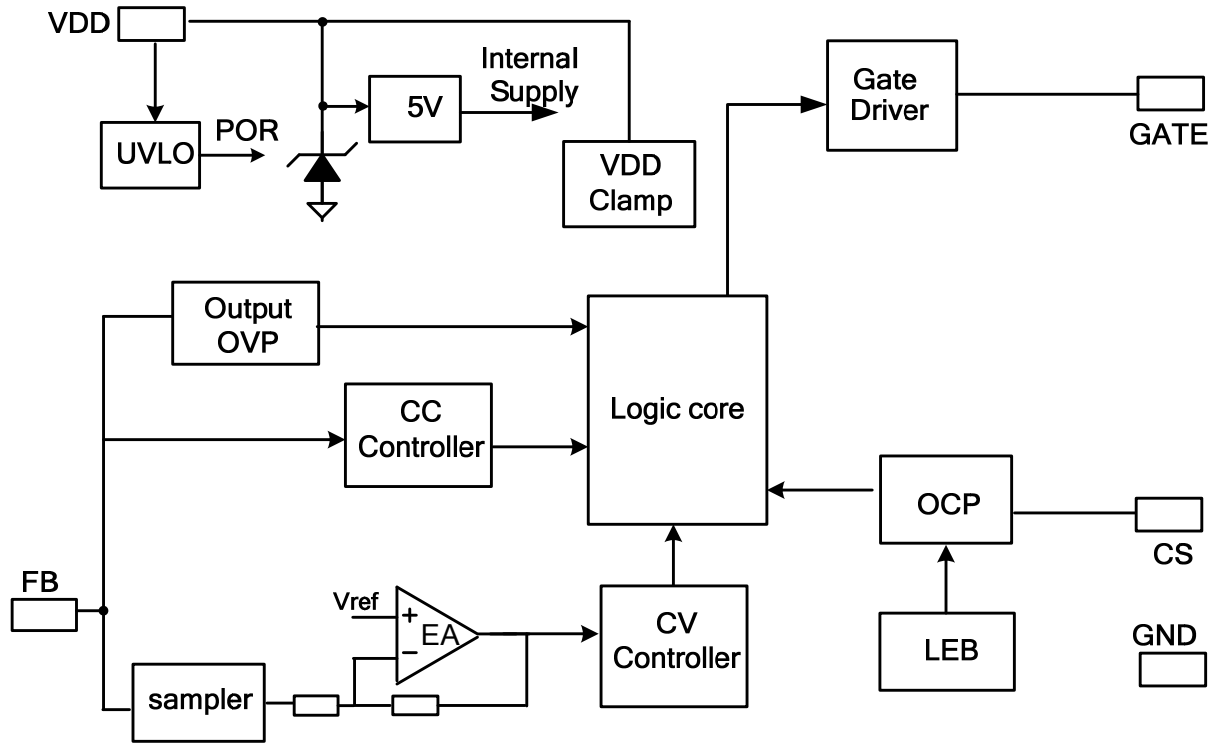 VDD
UVLO
POR
5V
Internal
Supply
VDD
Clamp
Gate
Driver
GATE
Output
OVP
CC
Controller
Logic core
OCP
CS
FB
Vref
+
EA
−
CV
Controller
LEB
GND
sampler